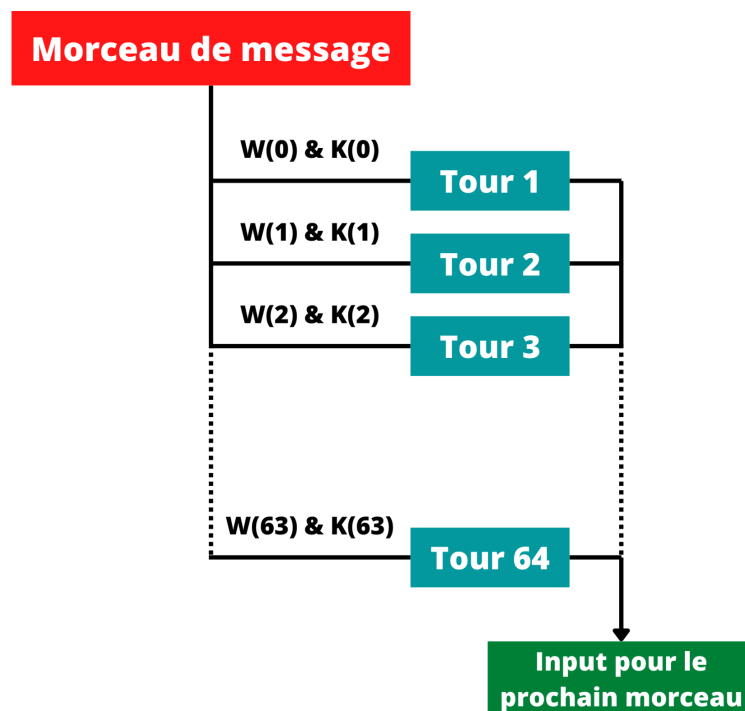 Morceau de message
W(0) & K(0)
Tour 1
W(1) & K(1)
Tour 2
W(2) & K(2)
Tour 3
W(63) & K(63)
Tour 64
Input pour le
prochain morceau